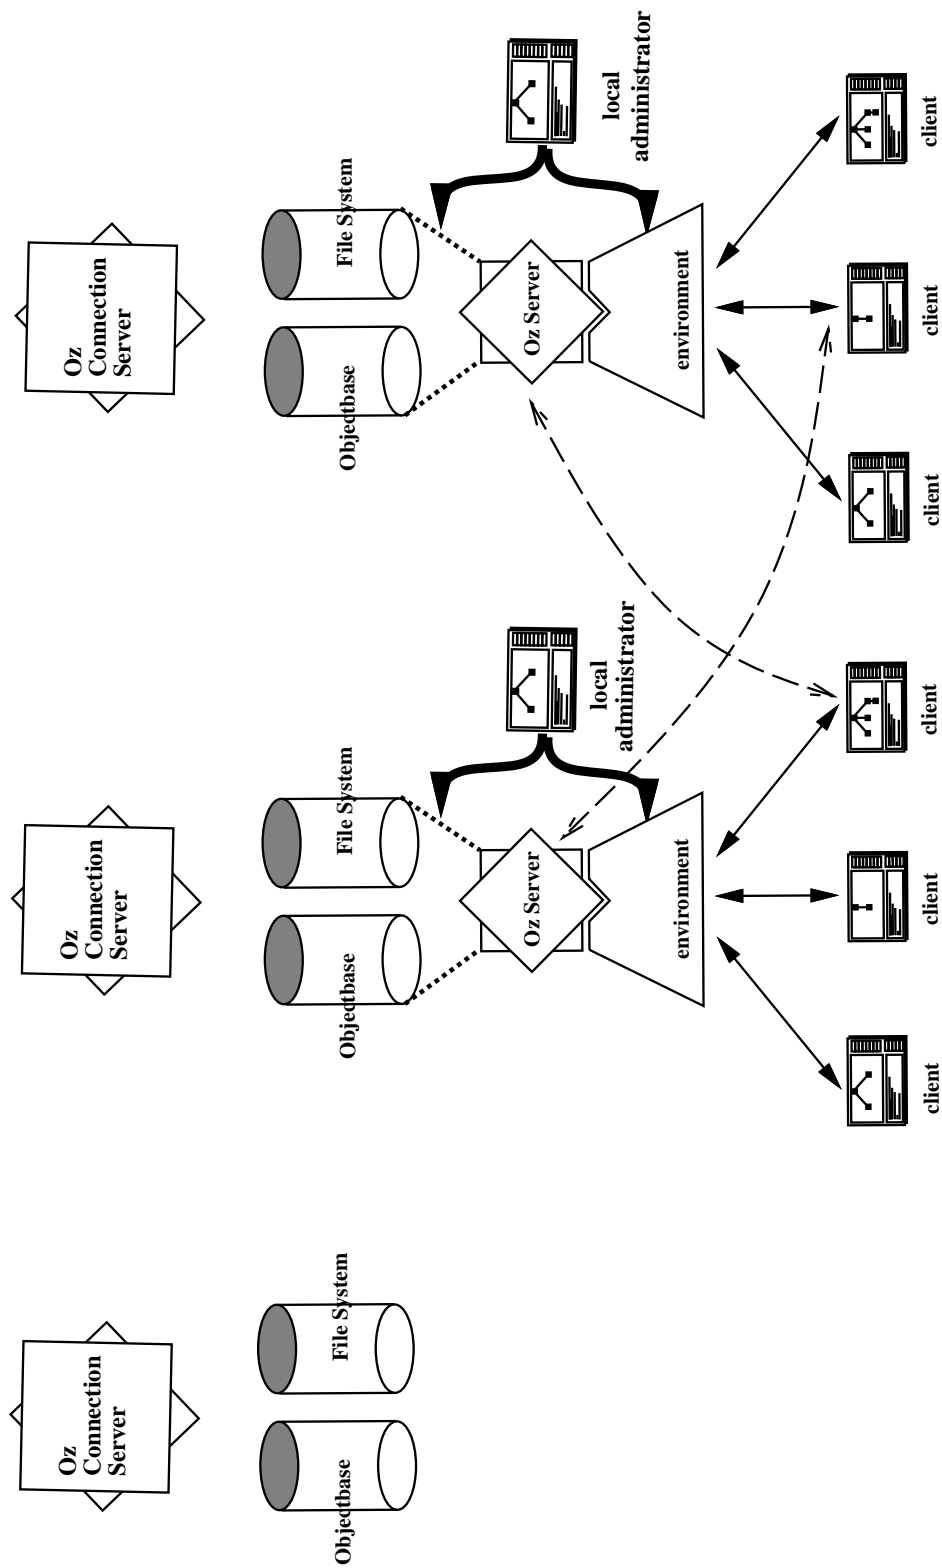 Oz
Connection
Server
Oz
Connection
Server
Oz
Connection
Server
Objectbase
File System
Objectbase
File System
Objectbase
File System
Oz Server
local
administrator
Oz Server
local
administrator
environment
environment
client
client
client
client
client
client